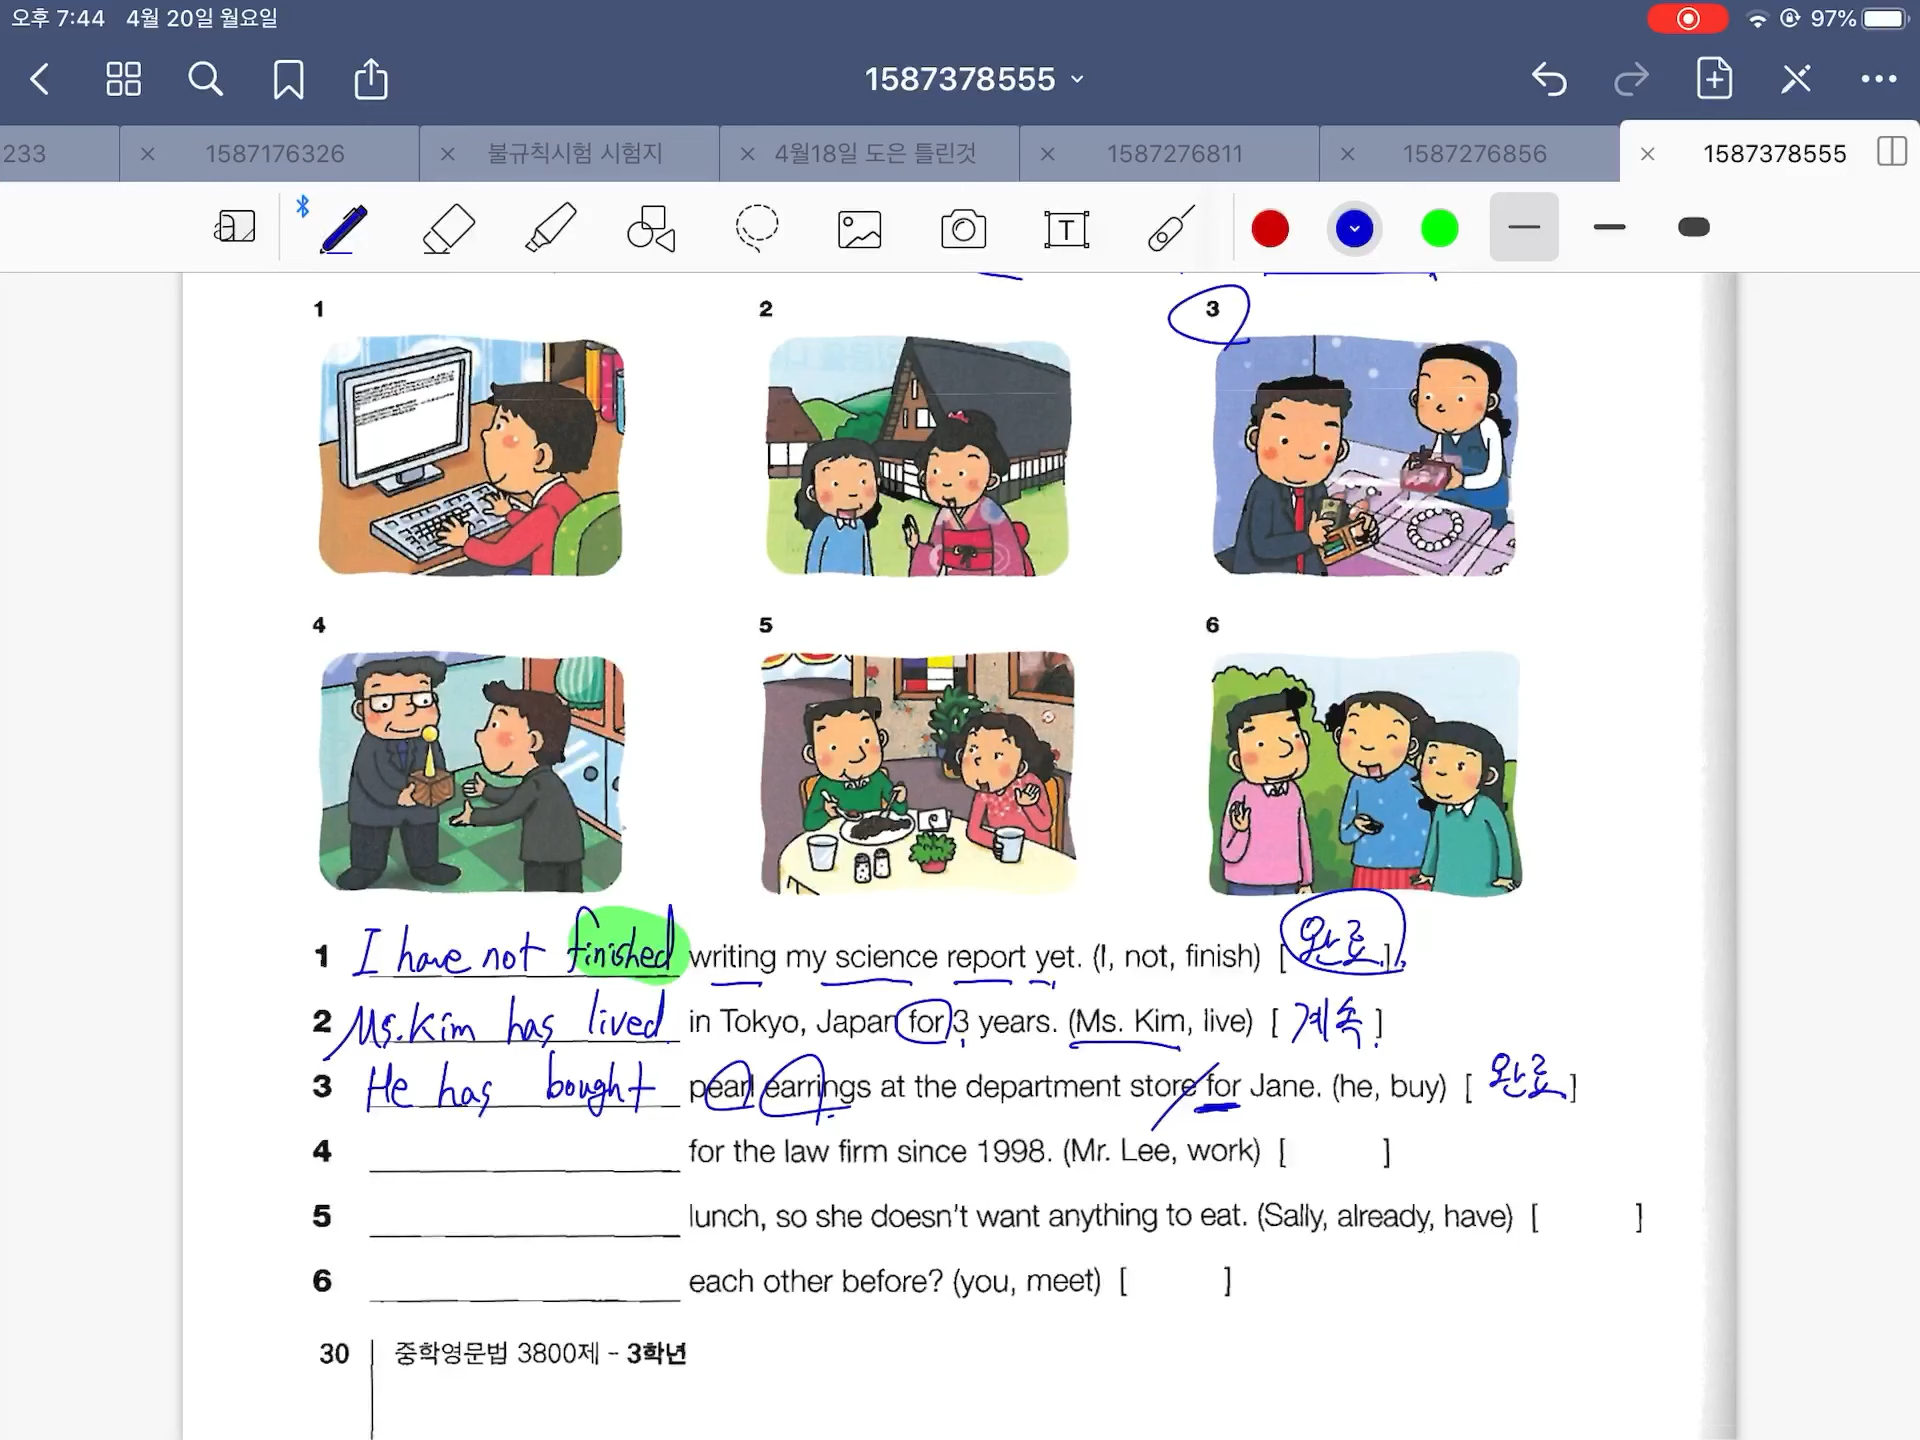 오후 7:44 4월 20일 월요일 97%
1587378555
233 1587176326 불규칙시험 시험지 4월18일 도은 틀린것 1587276811 1587276856 1587378555
1 2 3
4 5 6
1 I have not finished writing my science report yet. (I, not, finish) [ 완료 ]
2 Ms. Kim has lived in Tokyo, Japan for 3 years. (Ms. Kim, live) [ 계속 ]
3 He has bought pearl earrings at the department store for Jane. (he, buy) [ 완료 ]
4 for the law firm since 1998. (Mr. Lee, work) [ ]
5 lunch, so she doesn't want anything to eat. (Sally, already, have) [ ]
6 each other before? (you, meet) [ ]
30 중학영문법 3800제 - 3학년